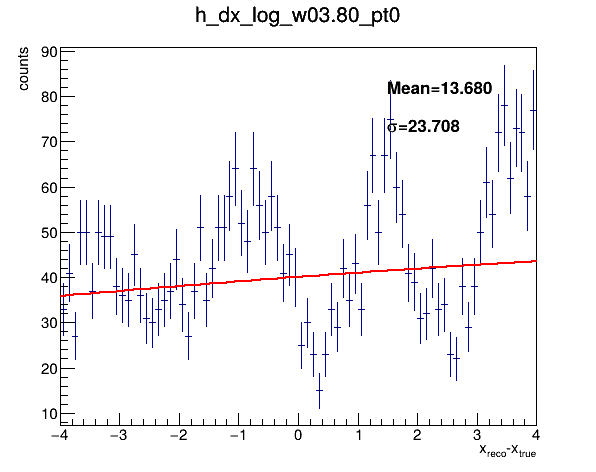 h_dx_log_w03.80_pt0
counts
90
80
70
60
50
40
30
20
10
Mean=13.680
σ=23.708
−4 −3 −2 −1 0 1 2 3 4
x_reco-x_true